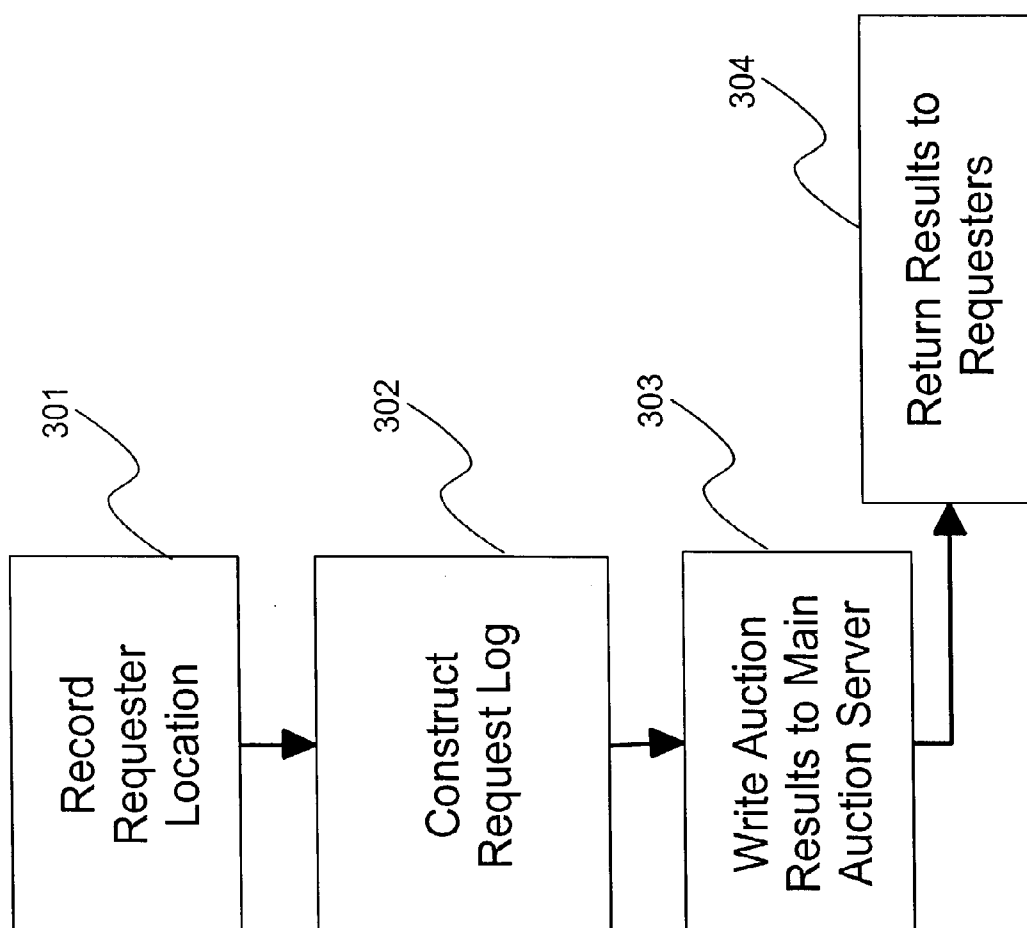 301
Record
Requester
Location
302
Construct
Request Log
303
Write Auction
Results to Main
Auction Server
304
Return Results to
Requesters